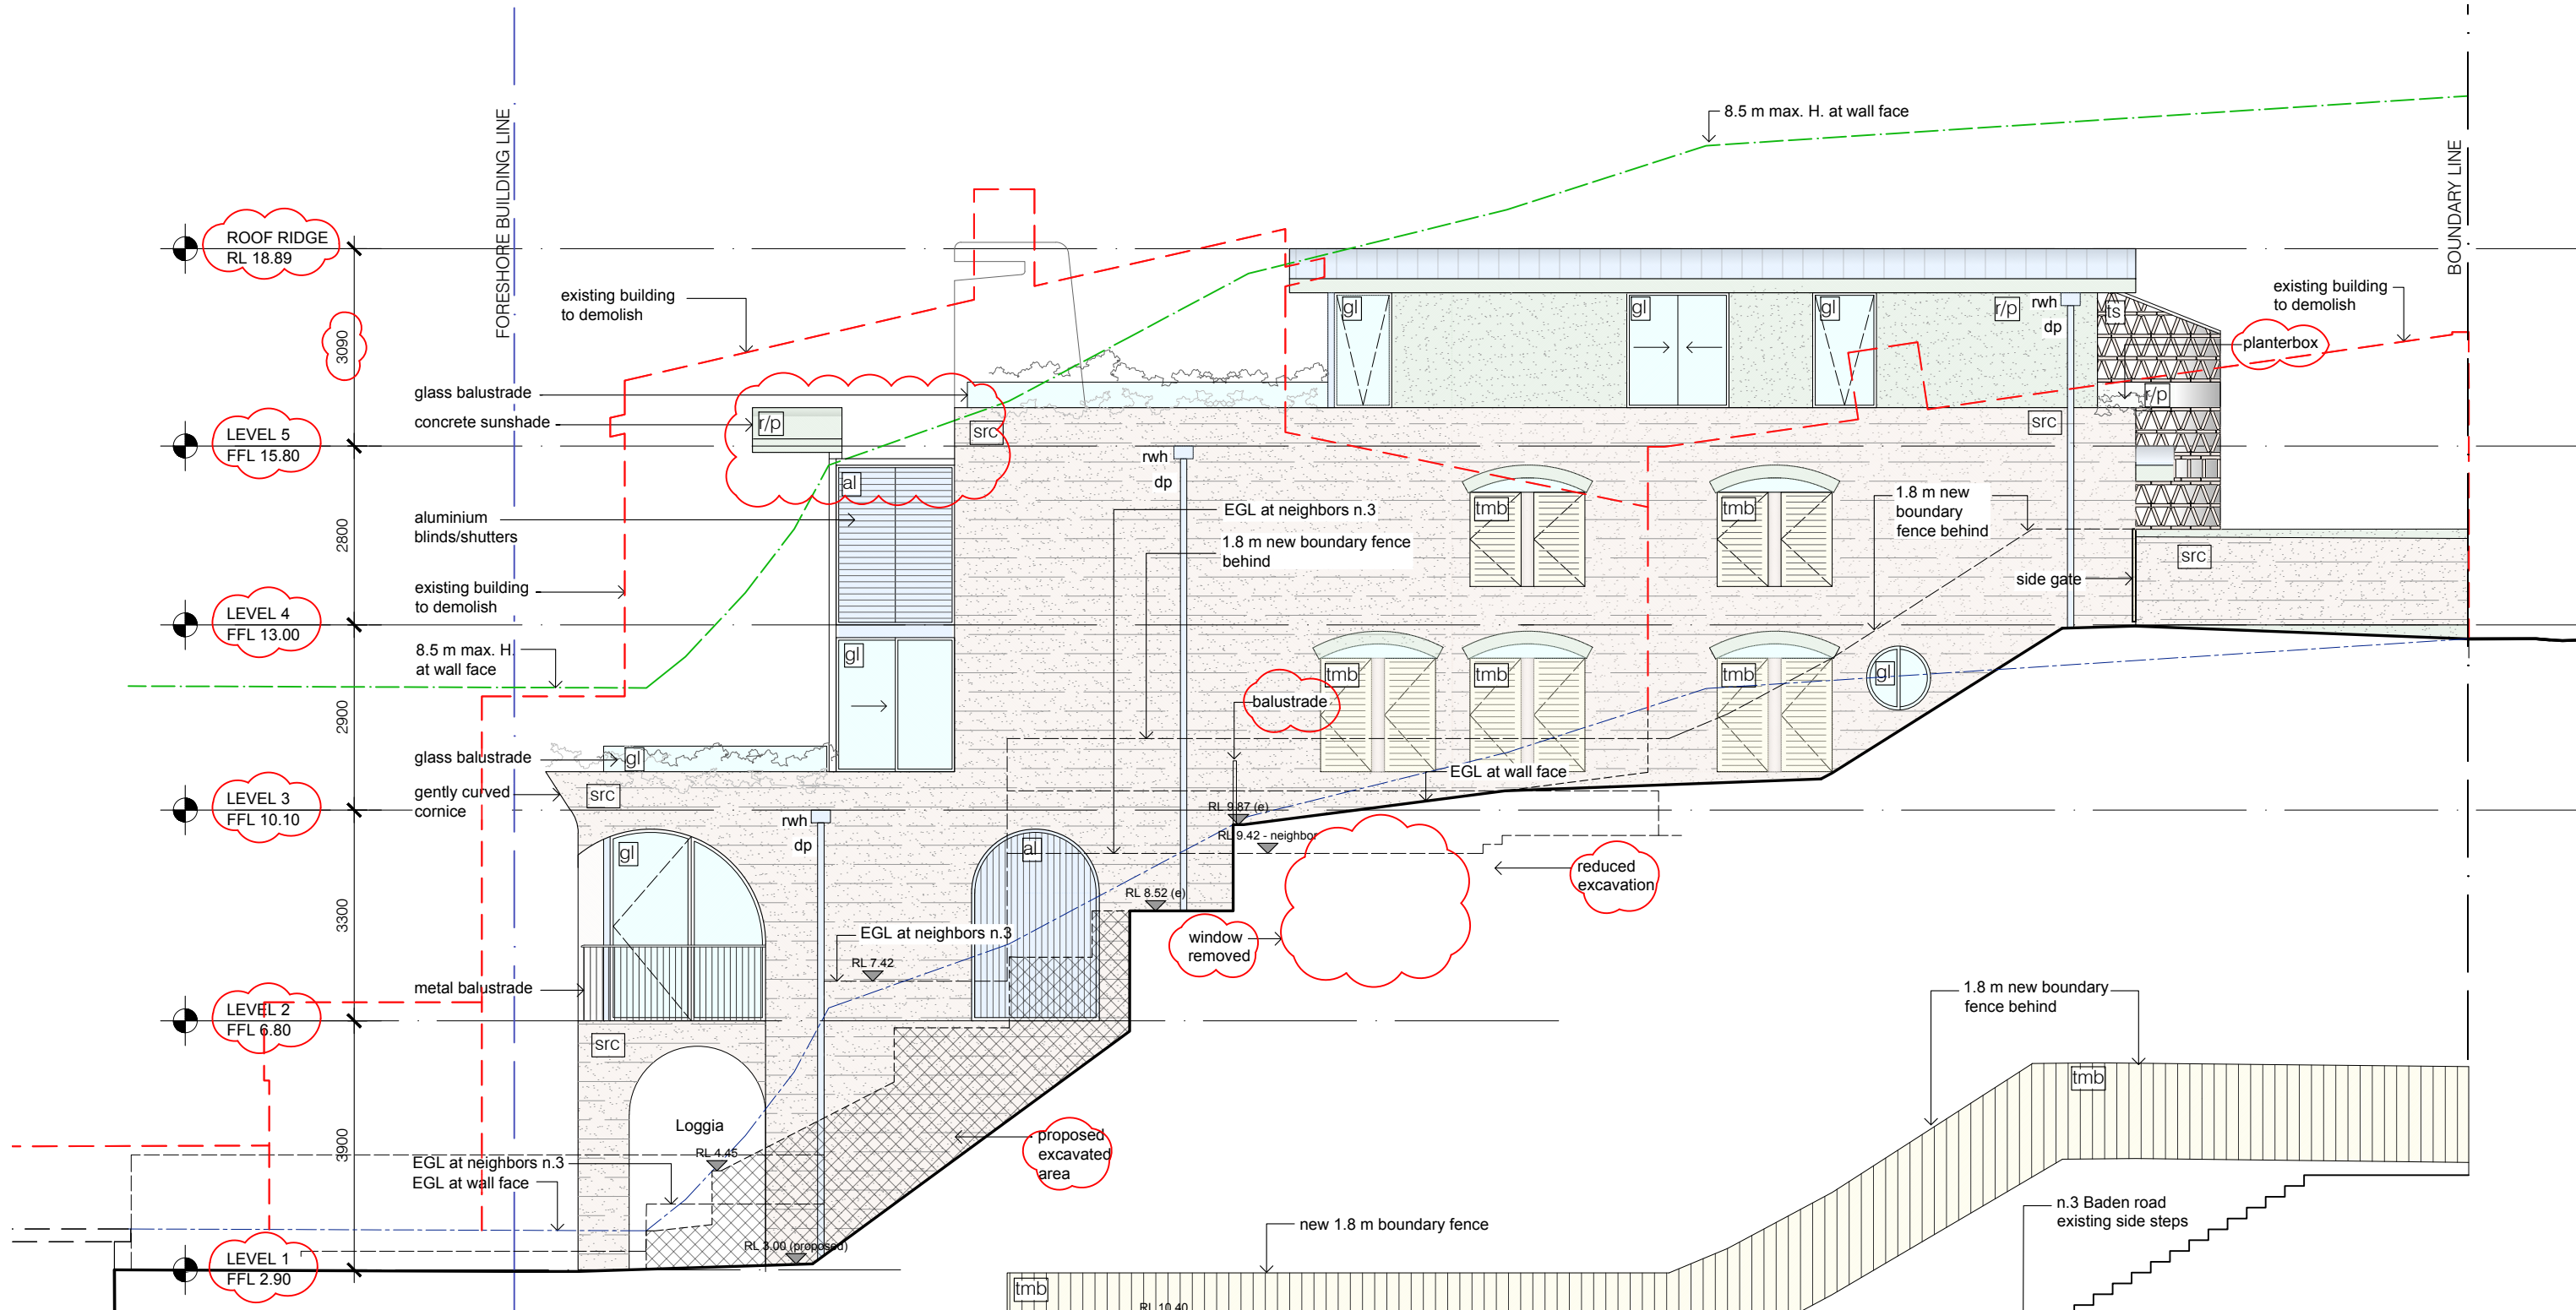 FORESHORE BUILDING LINE
BOUNDARY LINE
8.5 m max. H. at wall face
ROOF RIDGE
RL 18.89
3090
LEVEL 5
FFL 15.80
2800
LEVEL 4
FFL 13.00
2900
LEVEL 3
FFL 10.10
3300
LEVEL 2
FFL 6.80
3900
LEVEL 1
FFL 2.90
existing building
to demolish
glass balustrade
concrete sunshade
aluminium
blinds/shutters
existing building
to demolish
8.5 m max. H.
at wall face
glass balustrade
gently curved
cornice
metal balustrade
EGL at neighbors n.3
EGL at wall face
r/p
al
gl
gl
src
gl
src
Loggia
RL 4.45
RL 3.00 (proposed)
rwh
dp
RL 7.42
EGL at neighbors n.3
al
src
rwh
dp
EGL at neighbors n.3
1.8 m new boundary fence
behind
balustrade
RL 9.87 (e)
RL 9.42 - neighbor
RL 8.52 (e)
window
removed
reduced
excavation
proposed
excavated
area
EGL at wall face
gl
gl
gl
r/p
rwh
dp
ts
r/p
src
tmb
tmb
tmb
tmb
tmb
gl
1.8 m new
boundary
fence behind
side gate
src
existing building
to demolish
planterbox
1.8 m new boundary
fence behind
tmb
n.3 Baden road
existing side steps
new 1.8 m boundary fence
tmb
RL 10.40